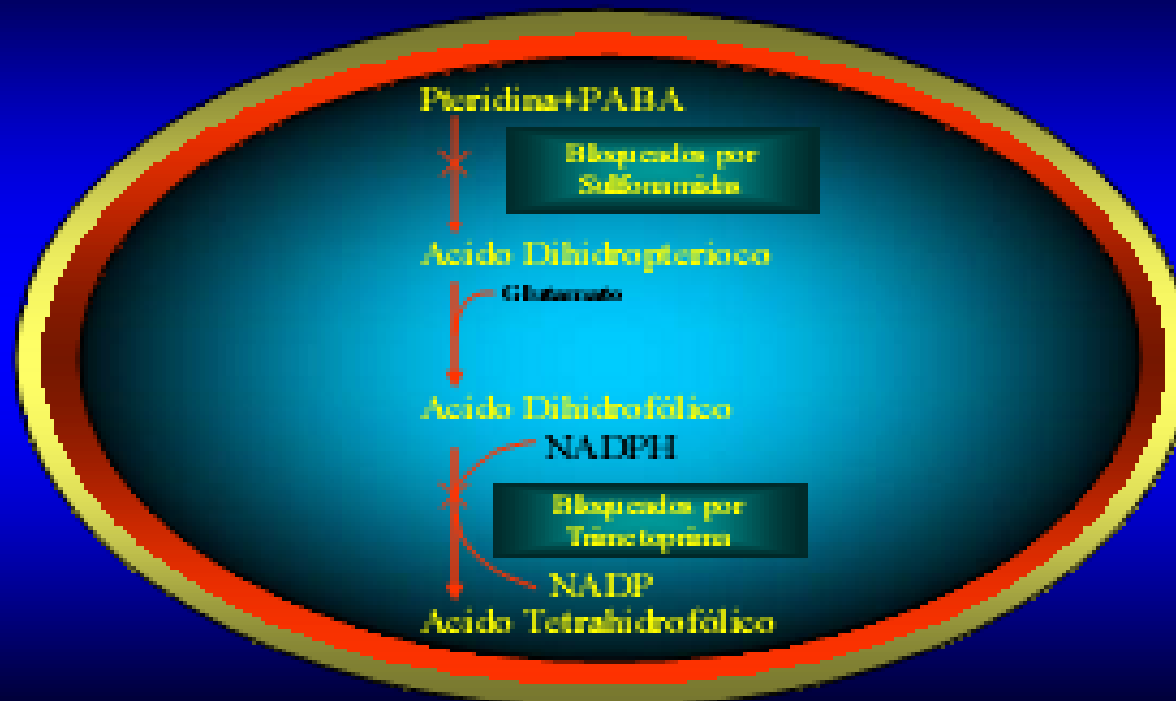 Pteridina+PABA
Bloqueados por
Sulfonamidas
Acido Dihidropterioco
Glutamato
Acido Dihidrofólico
NADPH
Bloqueados por
Trimetoprima
NADP
Acido Tetrahidrofólico